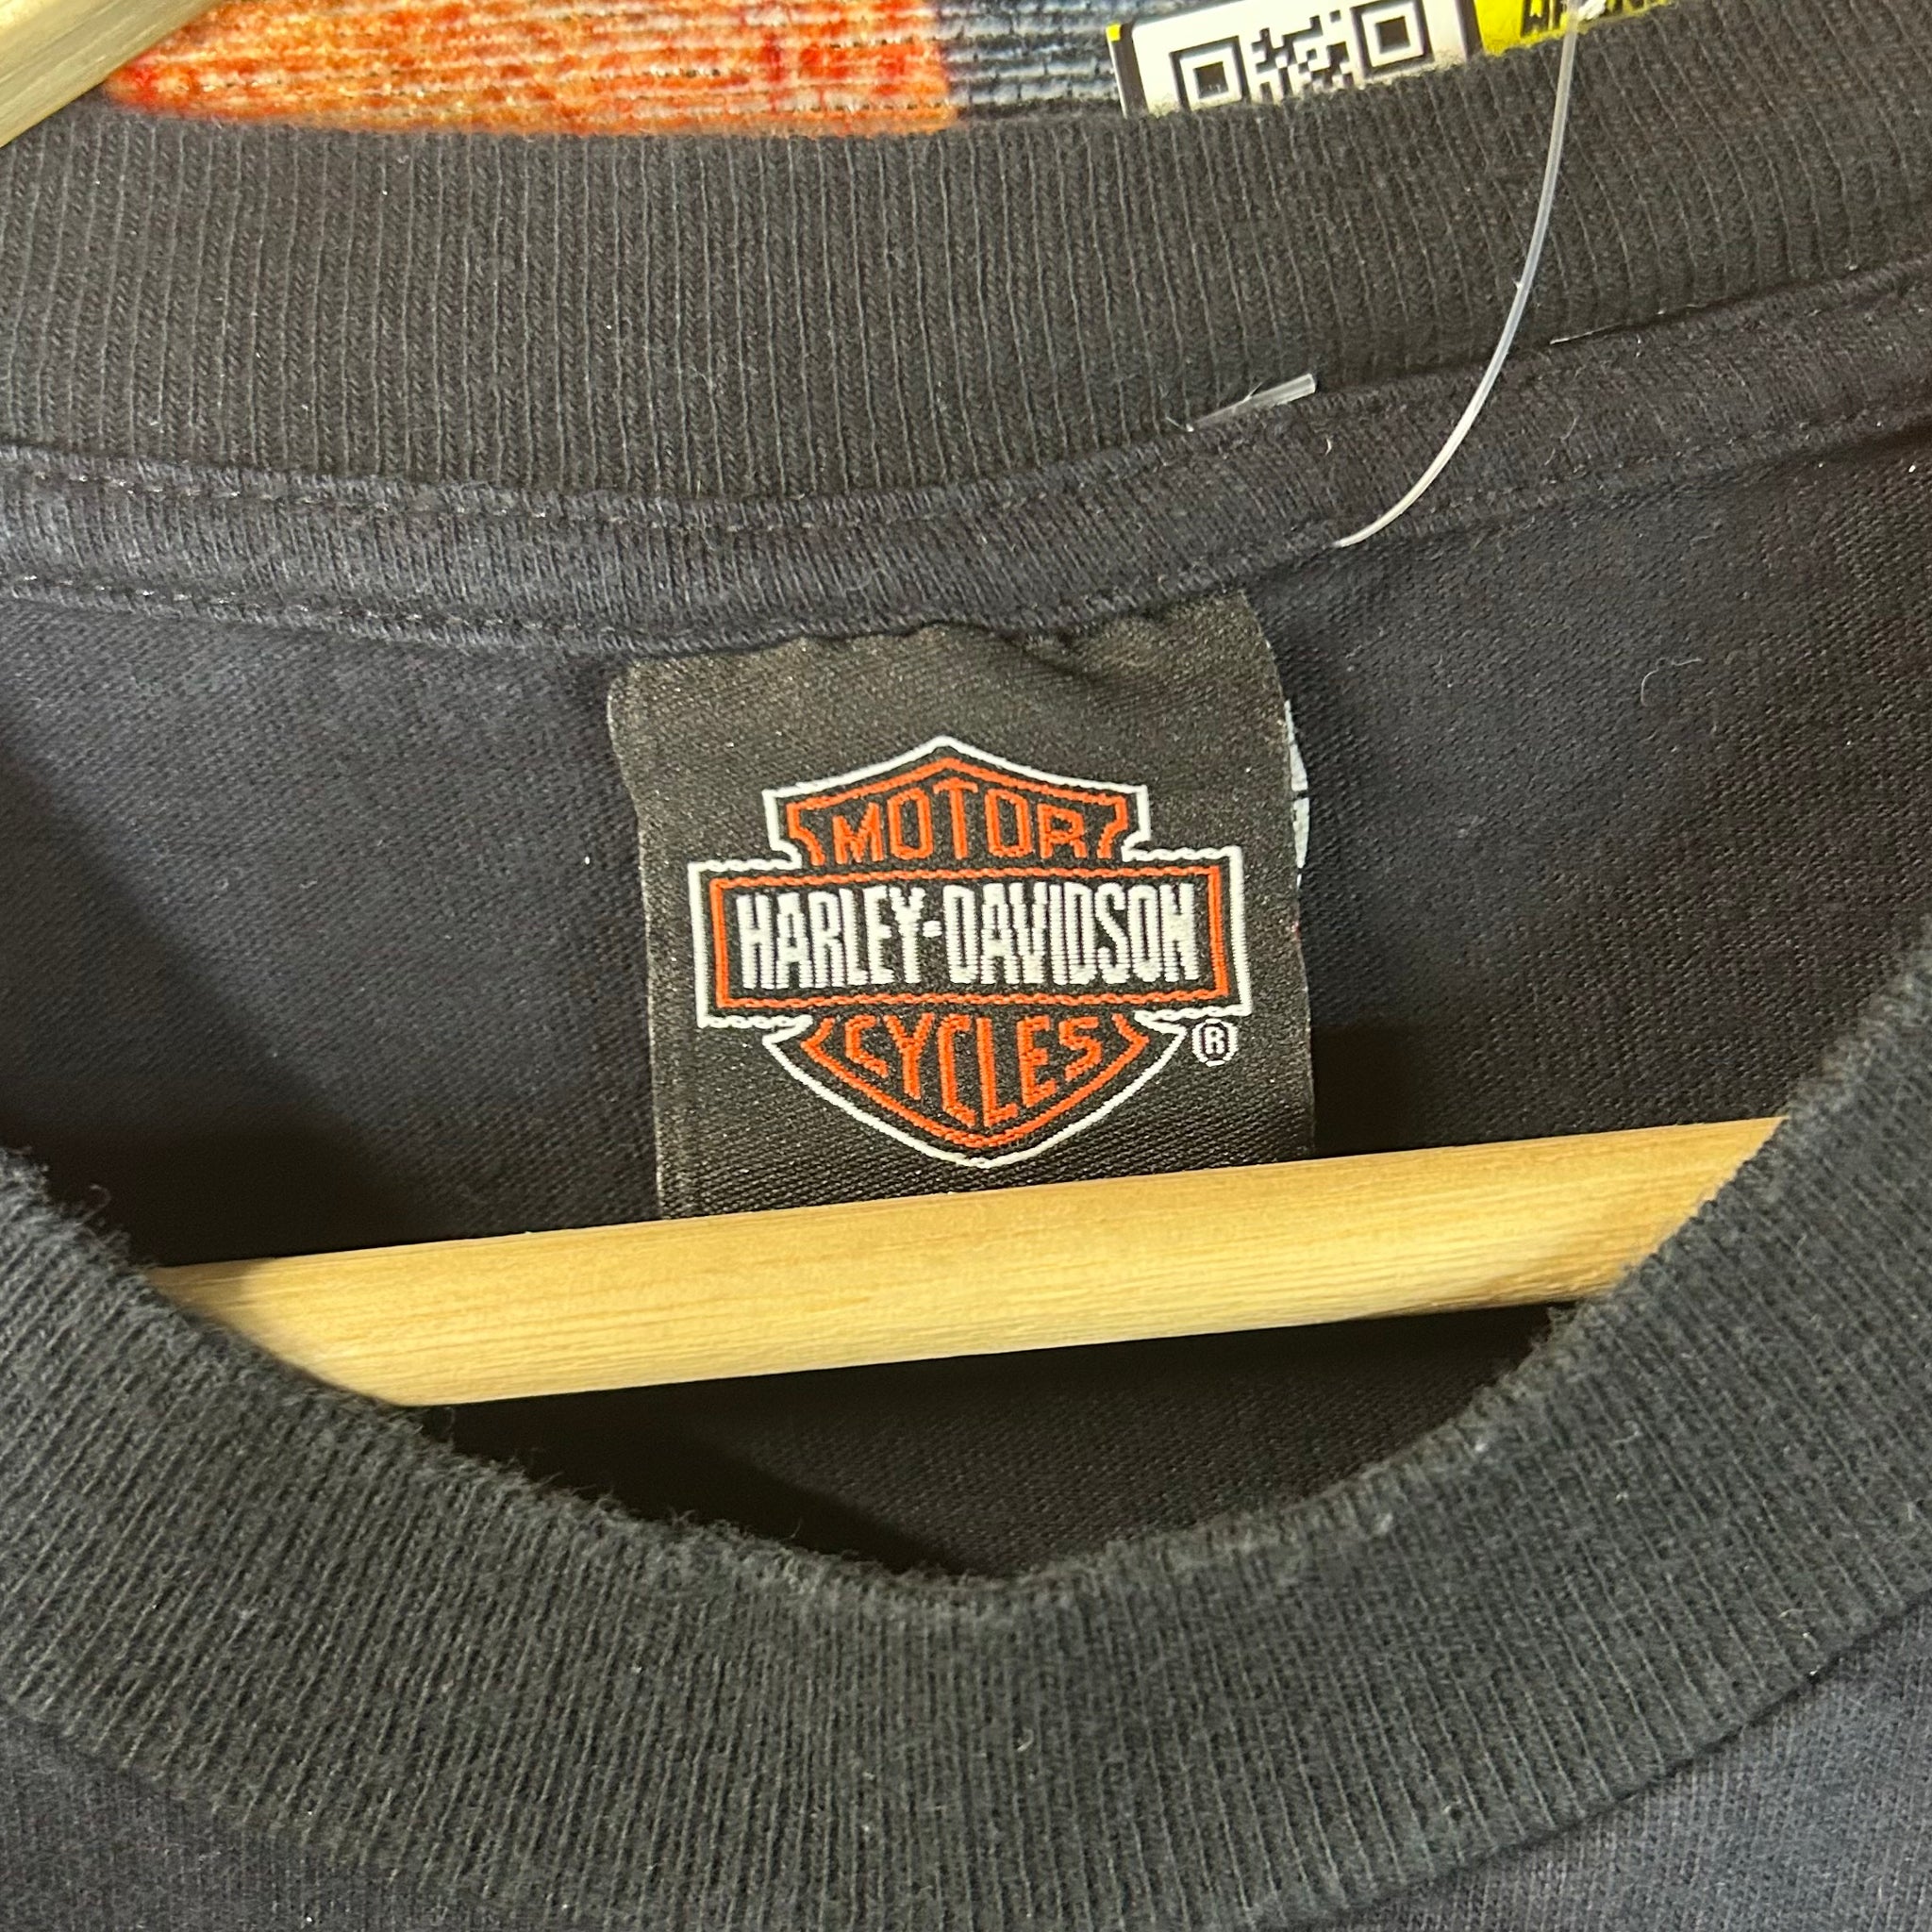 MOTOR
HARLEY-DAVIDSON
CYCLES
®